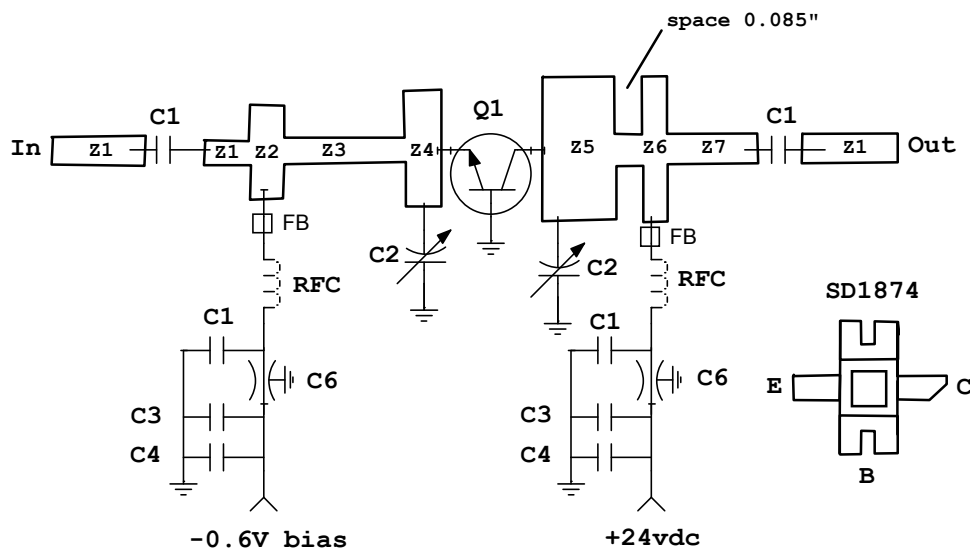 space 0.085"
C1
Q1
C1
In
Z1
Z1
Z2
Z3
Z4
Z5
Z6
Z7
Z1
Out
FB
FB
C2
C2
RFC
RFC
SD1874
C1
C1
C6
C6
E
C
C3
C3
C4
C4
B
-0.6V bias
+24vdc